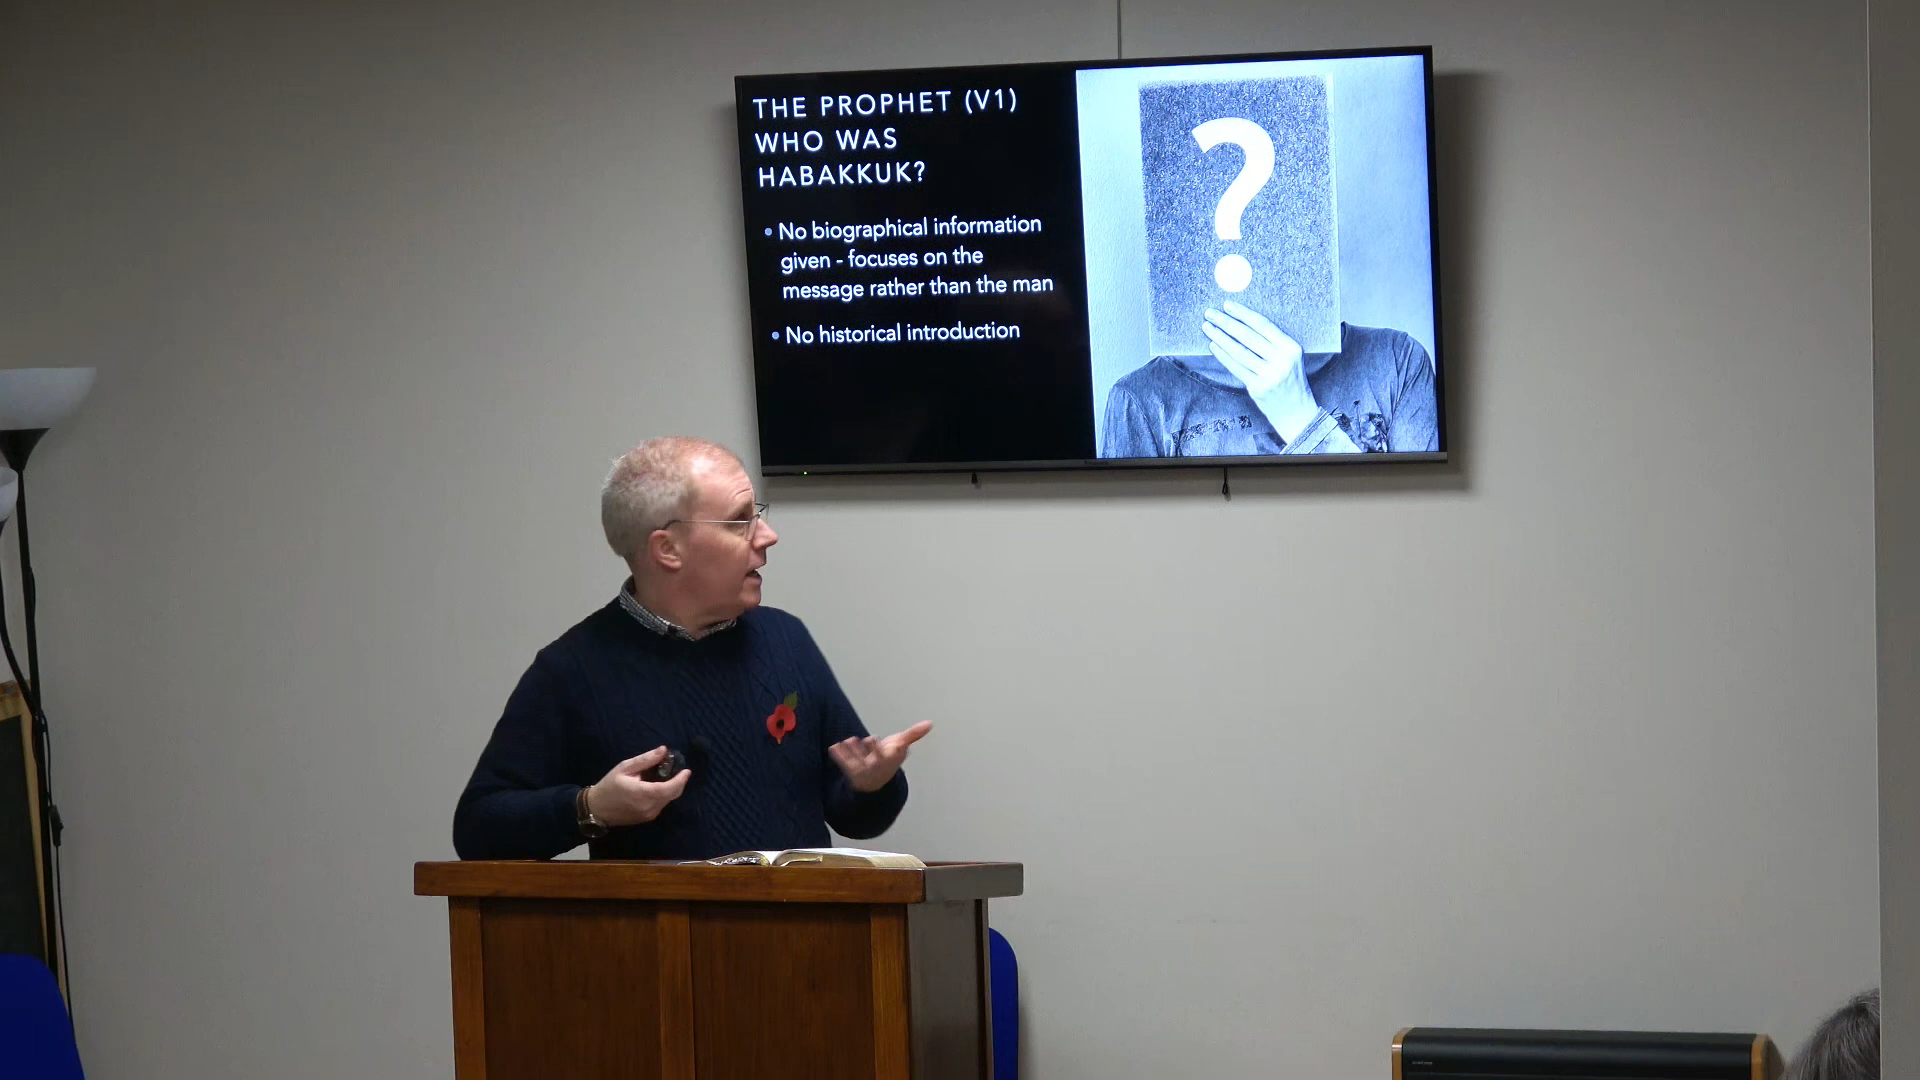 THE PROPHET (V1)
WHO WAS
HABAKKUK?
• No biographical information
given - focuses on the
message rather than the man
• No historical introduction
?